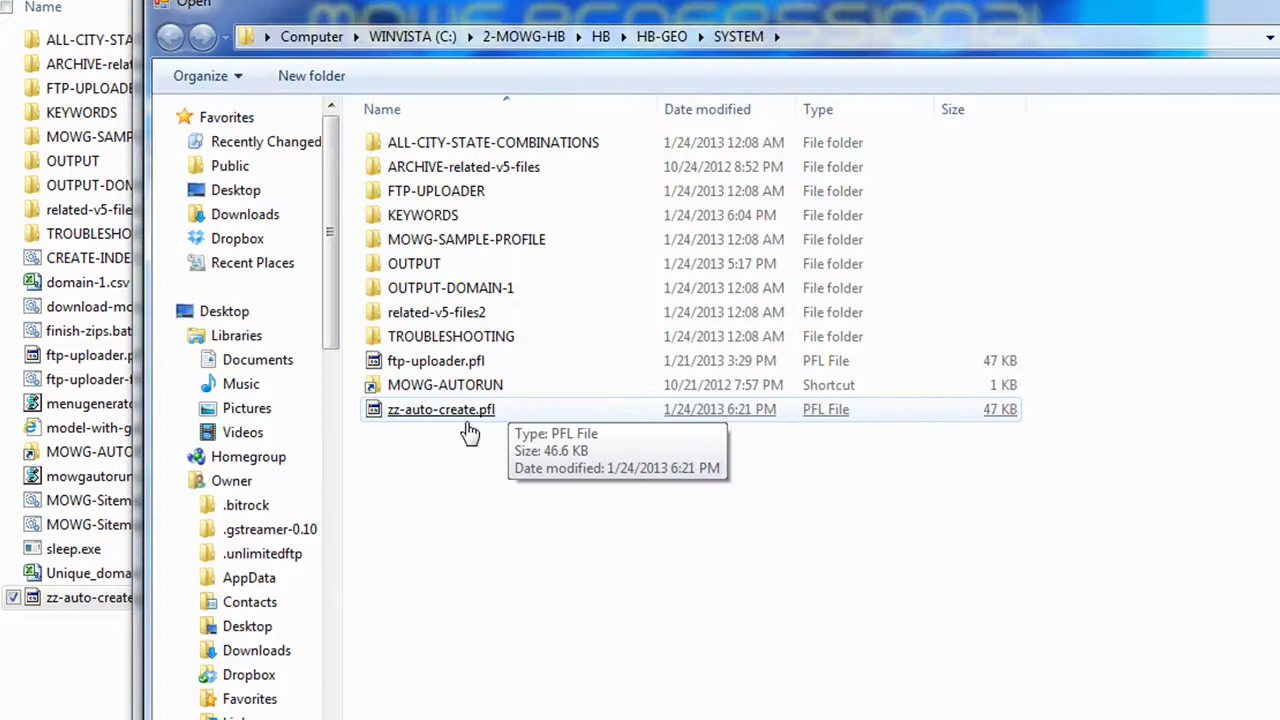 Name
ALL-CITY-STA
ARCHIVE-rela
FTP-UPLOADE
KEYWORDS
MOWG-SAMP
OUTPUT
OUTPUT-DOM
related-v5-file
TROUBLESHO
CREATE-INDE
domain-1.csv
download-mo
finish-zips.bat
ftp-uploader.p
ftp-uploader-f
menugenerato
model-with-g
MOWG-AUTO
mowgautorun
MOWG-Sitem
MOWG-Sitem
sleep.exe
Unique_doma
zz-auto-create
Open
Computer
WINVISTA (C:)
2-MOWG-HB
HB
HB-GEO
SYSTEM
Organize
New folder
Favorites
Recently Changed
Public
Desktop
Downloads
Dropbox
Recent Places
Desktop
Libraries
Documents
Music
Pictures
Videos
Homegroup
Owner
.bitrock
.gstreamer-0.10
.unlimitedftp
AppData
Contacts
Desktop
Downloads
Dropbox
Favorites
Name Date modified Type Size
ALL-CITY-STATE-COMBINATIONS 1/24/2013 12:08 AM File folder
ARCHIVE-related-v5-files 10/24/2012 8:52 PM File folder
FTP-UPLOADER 1/24/2013 12:08 AM File folder
KEYWORDS 1/24/2013 6:04 PM File folder
MOWG-SAMPLE-PROFILE 1/24/2013 12:08 AM File folder
OUTPUT 1/24/2013 5:17 PM File folder
OUTPUT-DOMAIN-1 1/24/2013 12:08 AM File folder
related-v5-files2 1/24/2013 12:08 AM File folder
TROUBLESHOOTING 1/24/2013 12:08 AM File folder
ftp-uploader.pfl 1/21/2013 3:29 PM PFL File 47 KB
MOWG-AUTORUN 10/21/2012 7:57 PM Shortcut 1 KB
zz-auto-create.pfl 1/24/2013 6:21 PM PFL File 47 KB
Type: PFL File
Size: 46.6 KB
Date modified: 1/24/2013 6:21 PM